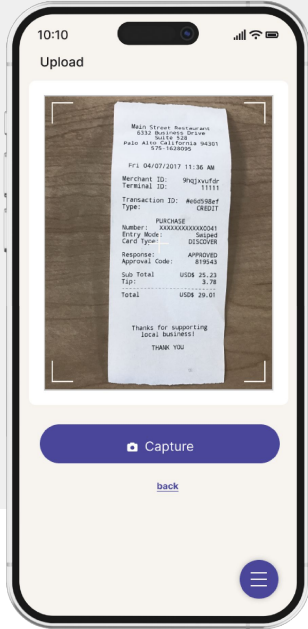 10:10
Upload
Main Street Restaurant
6332 Business Drive
Suite 528
Palo Alto California 94301
575-1628095
Fri 04/07/2017 11:36 AM
Merchant ID: 9hqjxvufdr
Terminal ID: 11111
Transaction ID: #e6d598ef
Type: CREDIT
PURCHASE
Number: XXXXXXXXXXXX0041
Entry Mode: Swiped
Card Type: DISCOVER
Response: APPROVED
Approval Code: 819543
Sub Total USD$ 25.23
Tip: 3.78
Total USD$ 29.01
Thanks for supporting
local business!
THANK YOU
Capture
back